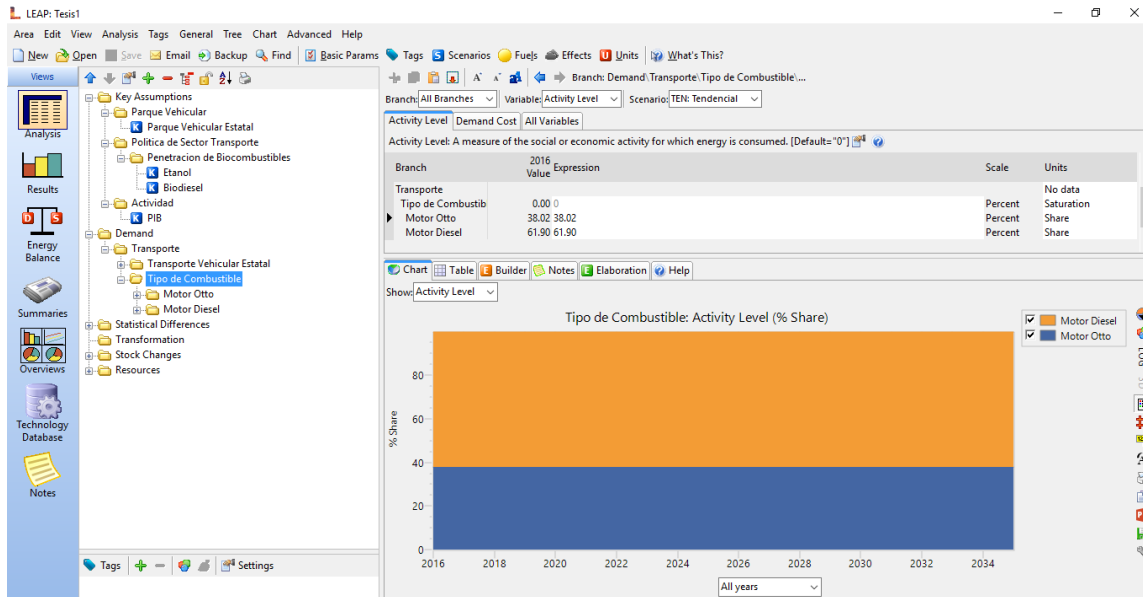 LEAP: Tesis1
Area Edit View Analysis Tags General Tree Chart Advanced Help
New Open Save Email Backup Find Basic Params Tags Scenarios Fuels Effects Units What's This?
Views
Analysis
Results
Energy
Balance
Summaries
Overviews
Technology
Database
Notes
Key Assumptions
Parque Vehicular
Parque Vehicular Estatal
Politica de Sector Transporte
Penetracion de Biocombustibles
Etanol
Biodiesel
Actividad
PIB
Demand
Transporte
Transporte Vehicular Estatal
Tipo de Combustible
Motor Otto
Motor Diesel
Statistical Differences
Transformation
Stock Changes
Resources
Tags Settings
Branch: Demand\Transporte\Tipo de Combustible\...
Branch: All Branches Variable: Activity Level Scenario: TEN: Tendencial
Activity Level Demand Cost All Variables
Activity Level: A measure of the social or economic activity for which energy is consumed. [Default="0"]
Branch 2016 Value Expression Scale Units
Transporte No data
Tipo de Combustib 0.00 0 Percent Saturation
Motor Otto 38.02 38.02 Percent Share
Motor Diesel 61.90 61.90 Percent Share
Chart Table Builder Notes Elaboration Help
Show: Activity Level
Tipo de Combustible: Activity Level (% Share)
Motor Diesel
Motor Otto
% Share
80
60
40
20
0
2016 2018 2020 2022 2024 2026 2028 2030 2032 2034
All years